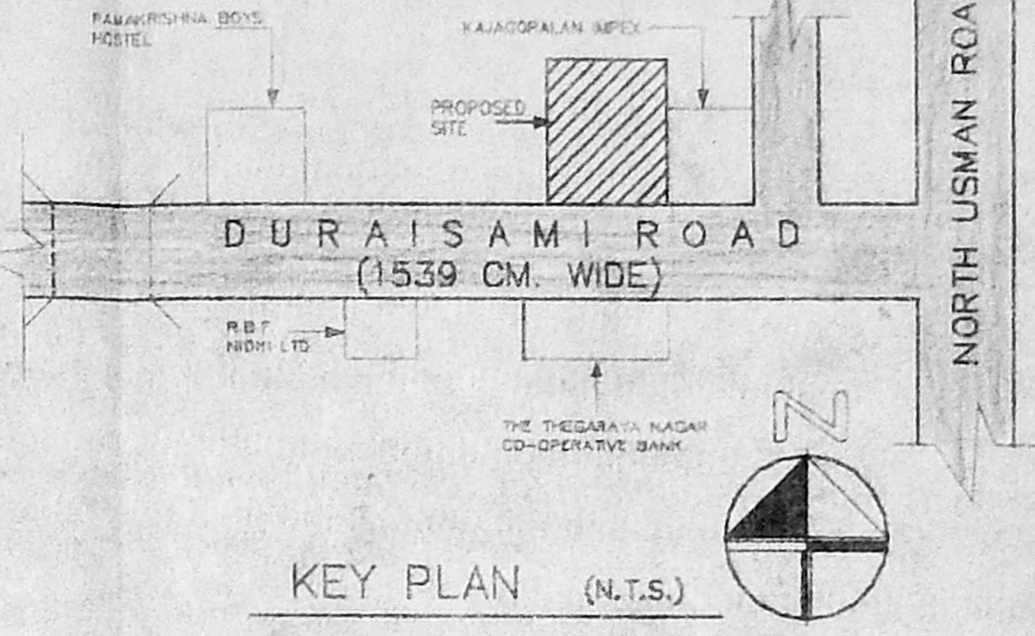 RAMAKRISHNA BOYS
HOSTEL
RAJAGOPALAN IMPEX
PROPOSED
SITE
NORTH USMAN ROA
DURAISAMI ROAD
(1539 CM. WIDE)
R.B.F
NIDHI LTD
THE THEGARAYA NAGAR
CO-OPERATIVE BANK
N
KEY PLAN (N.T.S.)